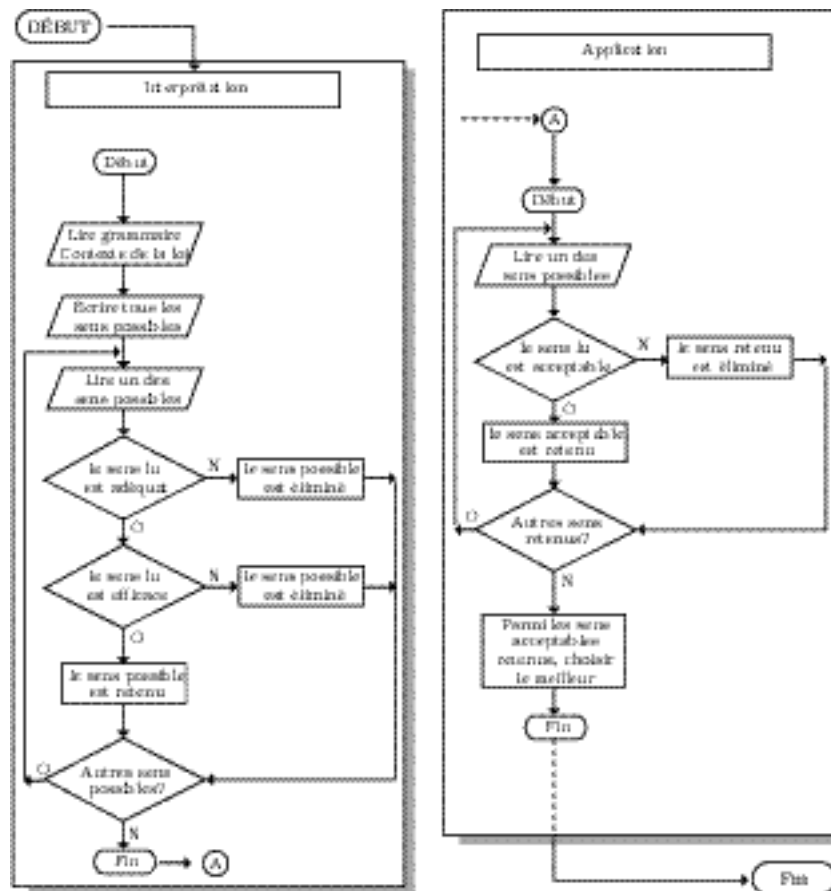 DÉBUT
Interprétation
Début
Lire grammaire
Contexte de la loi
Ecrire tous les
sens possibles
Lire un des
sens possibles
le sens lu
est adéquat
N
le sens possible
est éliminé
O
le sens lu
est efficace
N
le sens possible
est éliminé
O
le sens possible
est retenu
O
Autres sens
possibles?
N
Fin
A
Application
A
Début
Lire un des
sens possibles
le sens lu
est acceptable
N
le sens retenu
est éliminé
O
le sens acceptable
est retenu
O
Autres sens
retenus?
N
Parmi les sens
acceptables
retenus, choisir
le meilleur
Fin
Fin